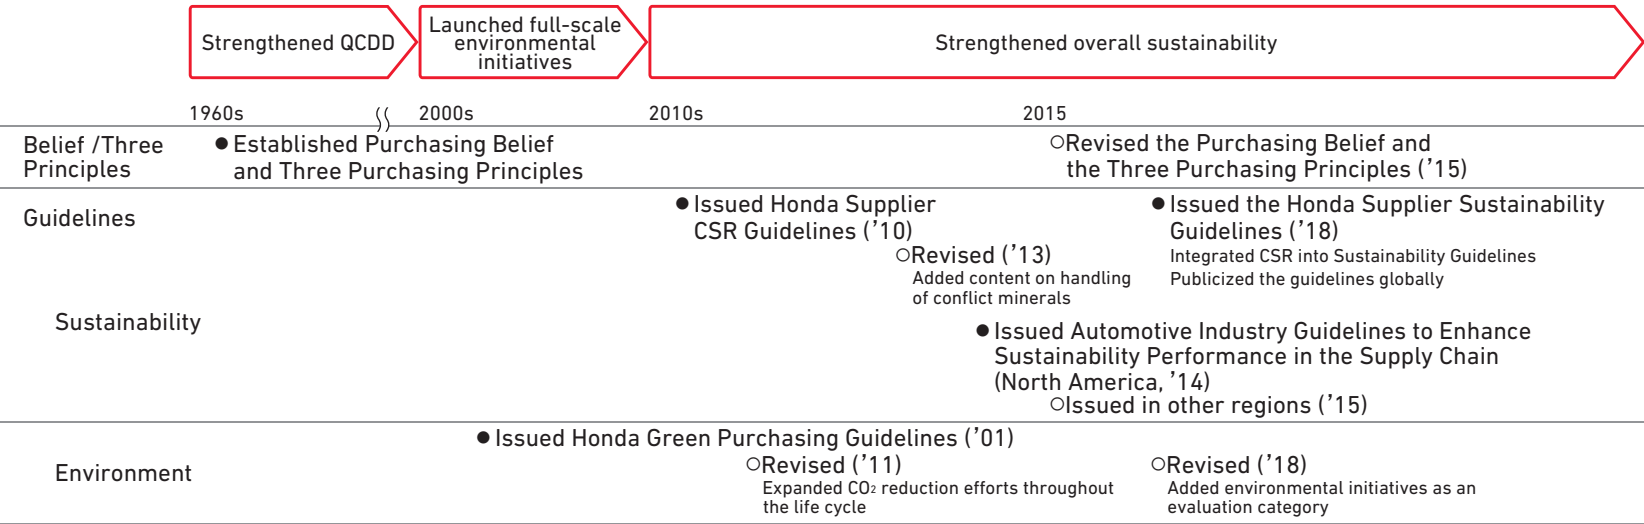 Strengthened QCDD
Launched full-scale
environmental
initiatives
Strengthened overall sustainability
1960s
2000s
2010s
2015
Belief /Three
Principles
● Established Purchasing Belief
and Three Purchasing Principles
○Revised the Purchasing Belief and
the Three Purchasing Principles (’15)
Guidelines
● Issued Honda Supplier
CSR Guidelines (’10)
○Revised (’13)
Added content on handling
of conflict minerals
● Issued the Honda Supplier Sustainability
Guidelines (’18)
Integrated CSR into Sustainability Guidelines
Publicized the guidelines globally
Sustainability
● Issued Automotive Industry Guidelines to Enhance
Sustainability Performance in the Supply Chain
(North America, ’14)
○Issued in other regions (’15)
Environment
● Issued Honda Green Purchasing Guidelines (’01)
○Revised (’11)
Expanded CO₂ reduction efforts throughout
the life cycle
○Revised (’18)
Added environmental initiatives as an
evaluation category